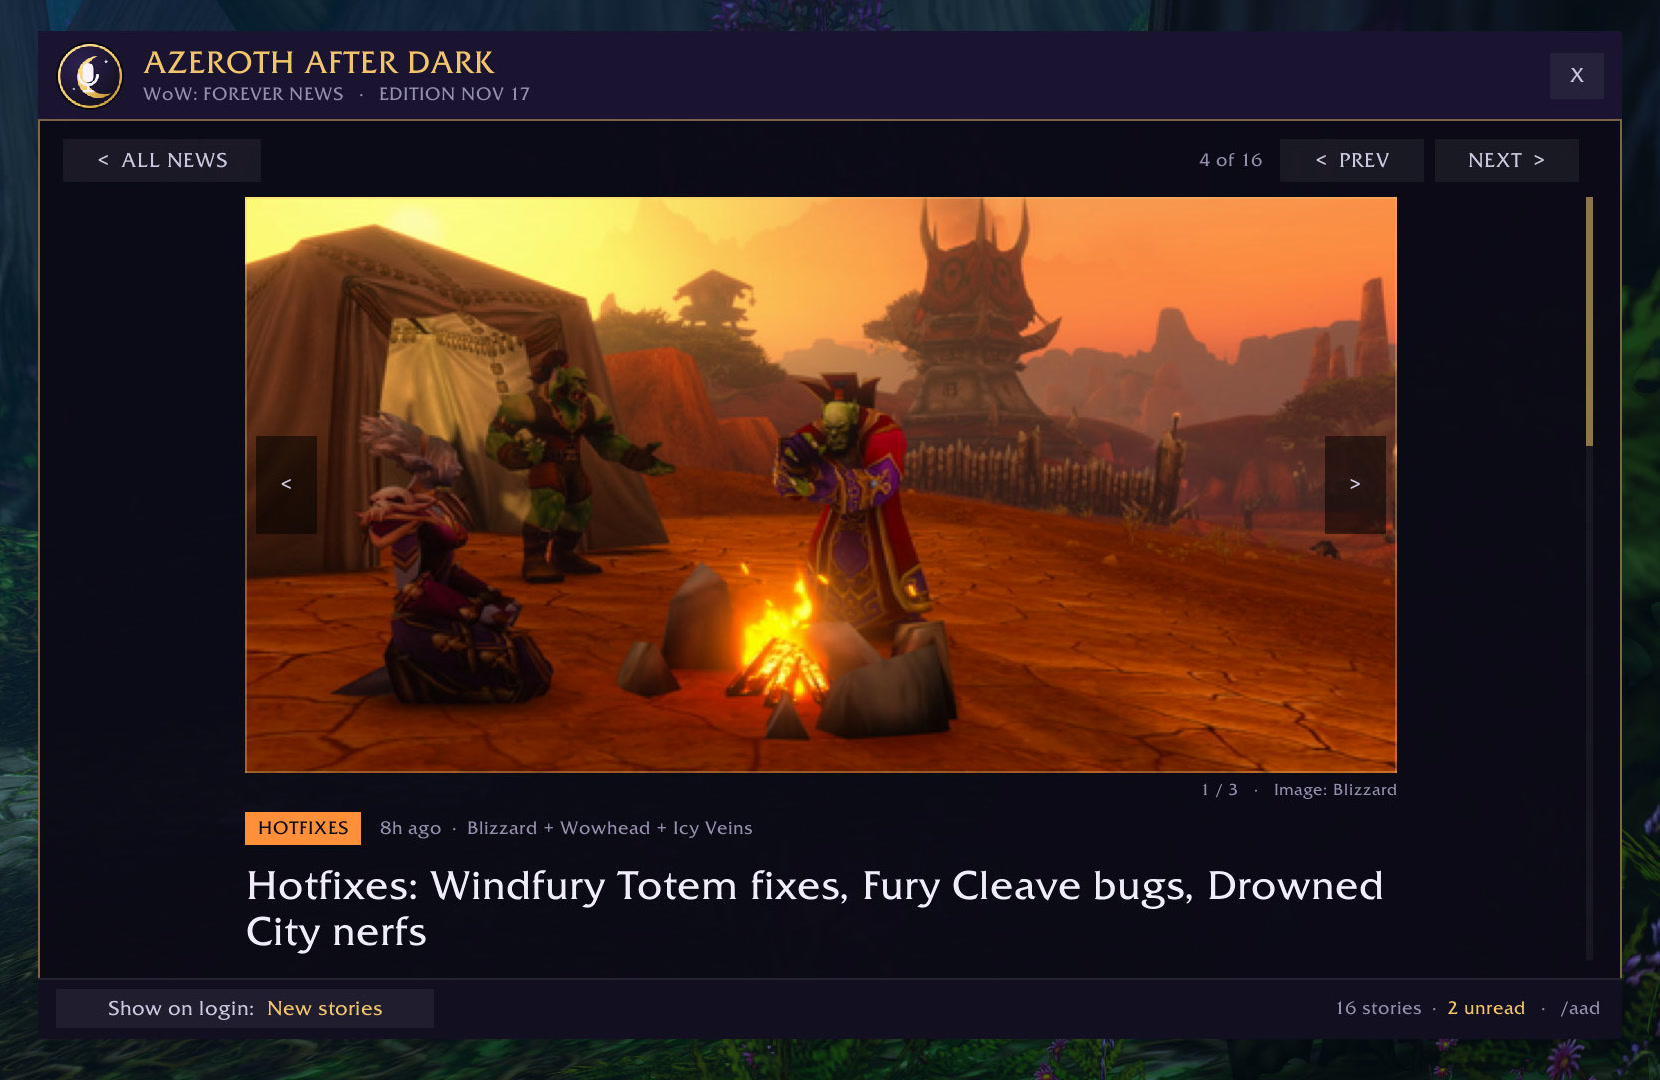 AZEROTH AFTER DARK
WoW: FOREVER NEWS · EDITION NOV 17
X
< ALL NEWS
4 of 16
< PREV
NEXT >
<
>
1 / 3 · Image: Blizzard
HOTFIXES
8h ago · Blizzard + Wowhead + Icy Veins
Hotfixes: Windfury Totem fixes, Fury Cleave bugs, Drowned
City nerfs
Show on login: New stories
16 stories · 2 unread · /aad